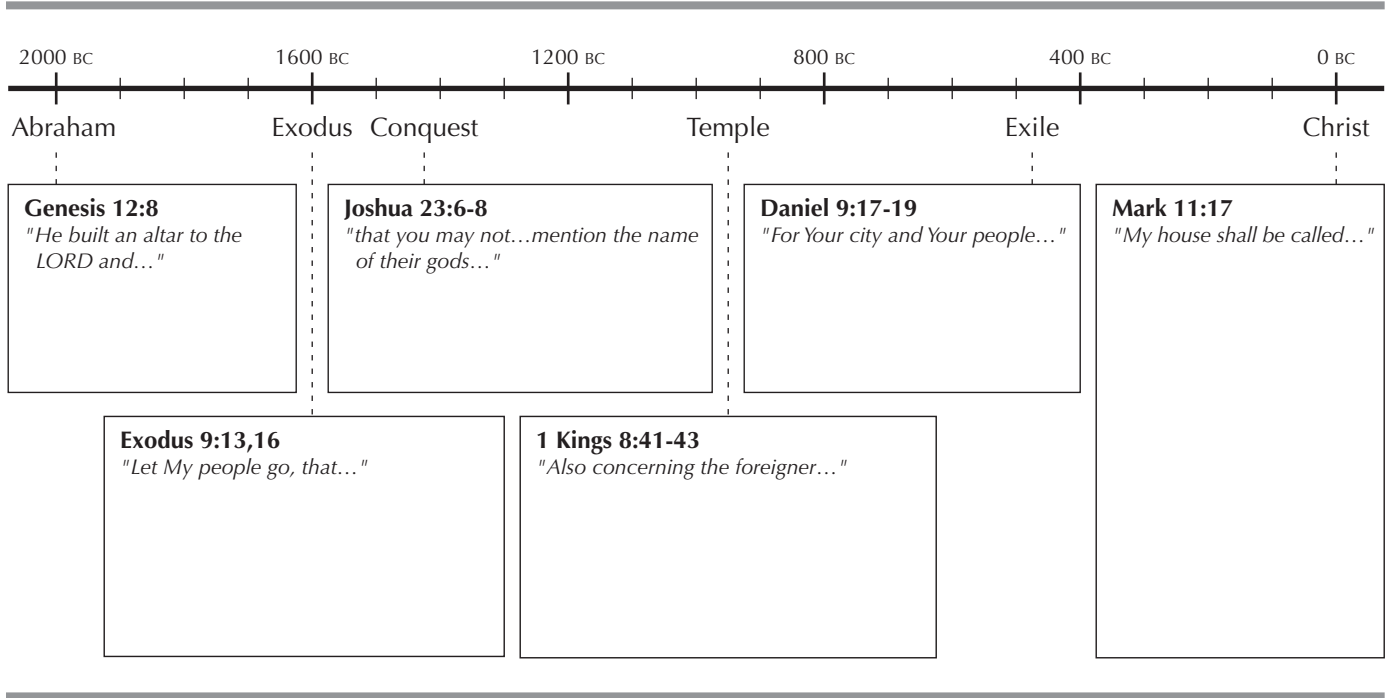 2000 BC 1600 BC 1200 BC 800 BC 400 BC 0 BC
Abraham Exodus Conquest Temple Exile Christ
Genesis 12:8
"He built an altar to the
LORD and…"
Joshua 23:6-8
"that you may not…mention the name
of their gods…"
Daniel 9:17-19
"For Your city and Your people…"
Mark 11:17
"My house shall be called…"
Exodus 9:13,16
"Let My people go, that…"
1 Kings 8:41-43
"Also concerning the foreigner…"